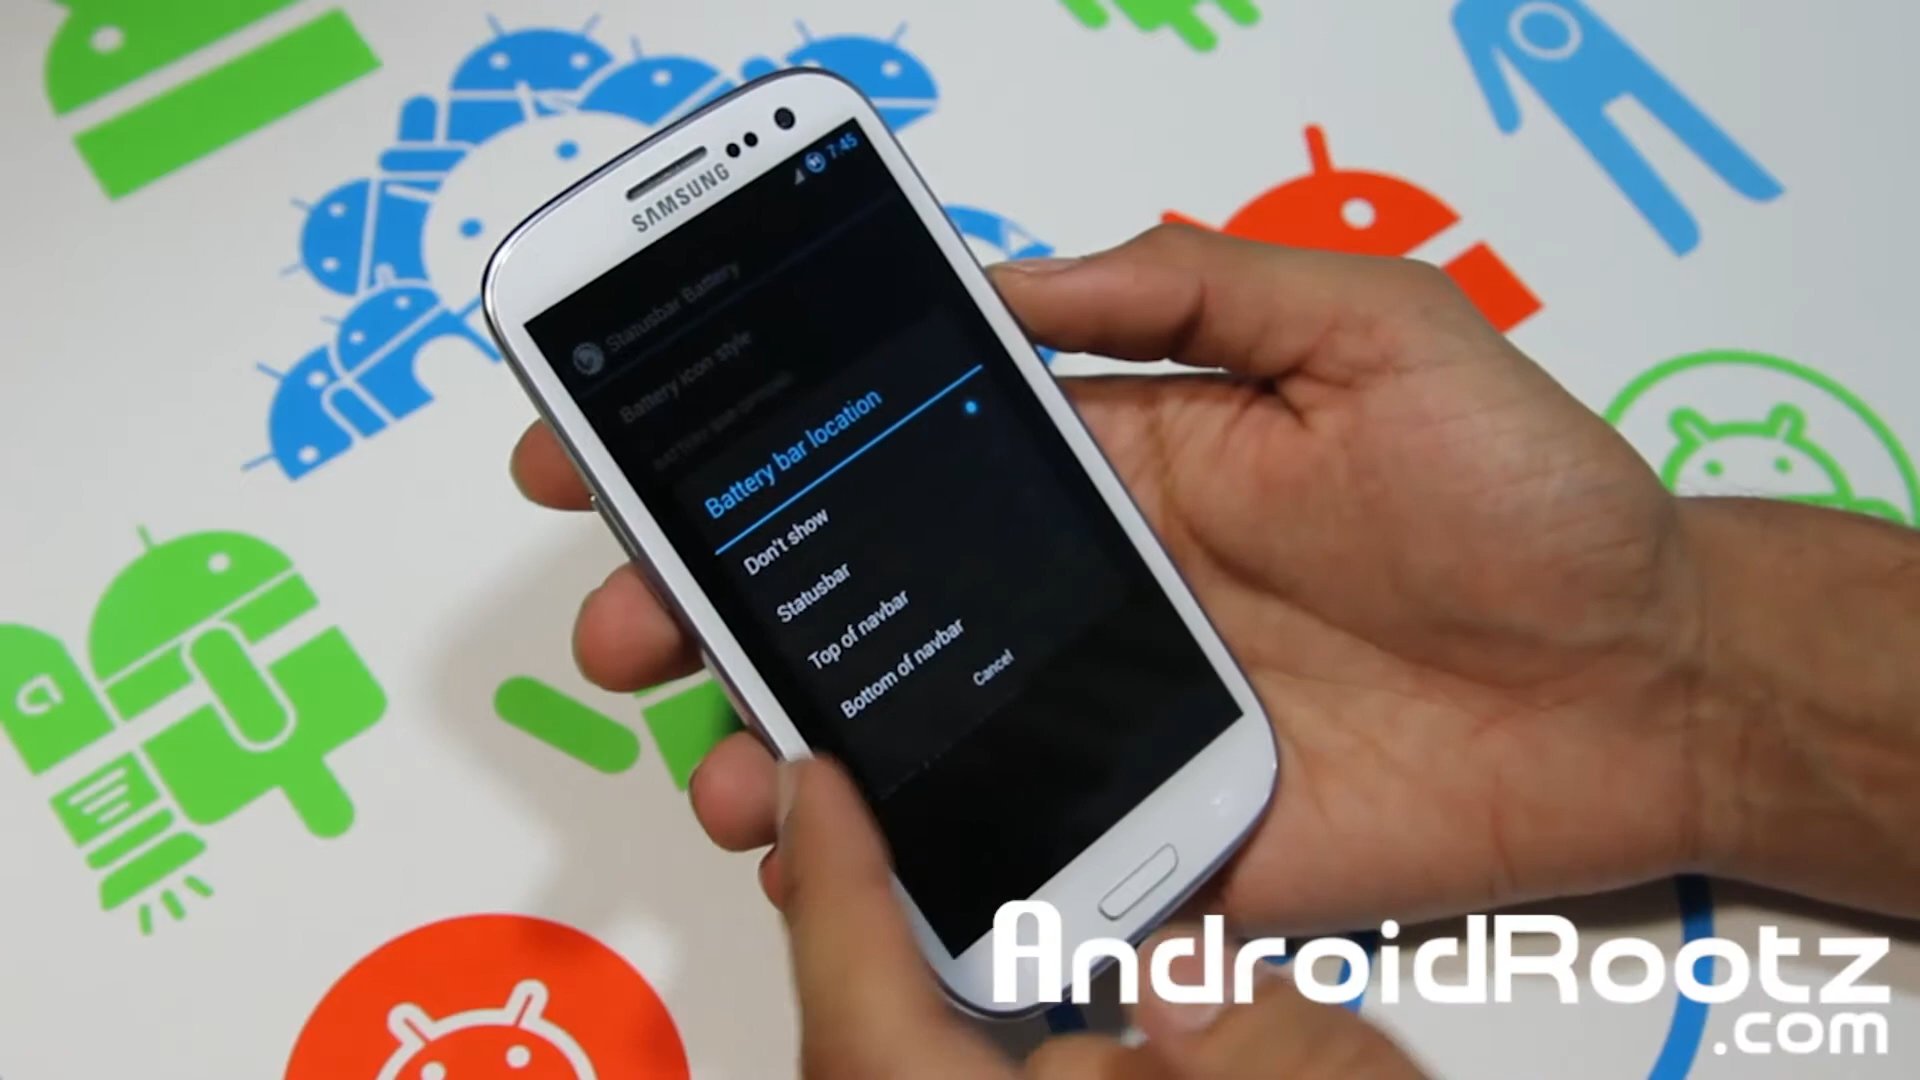 7:45
SAMSUNG
Statusbar Battery
Battery icon style
Battery bar location
Don't show
Statusbar
Top of navbar
Bottom of navbar
Cancel
AndroidRootz
.com